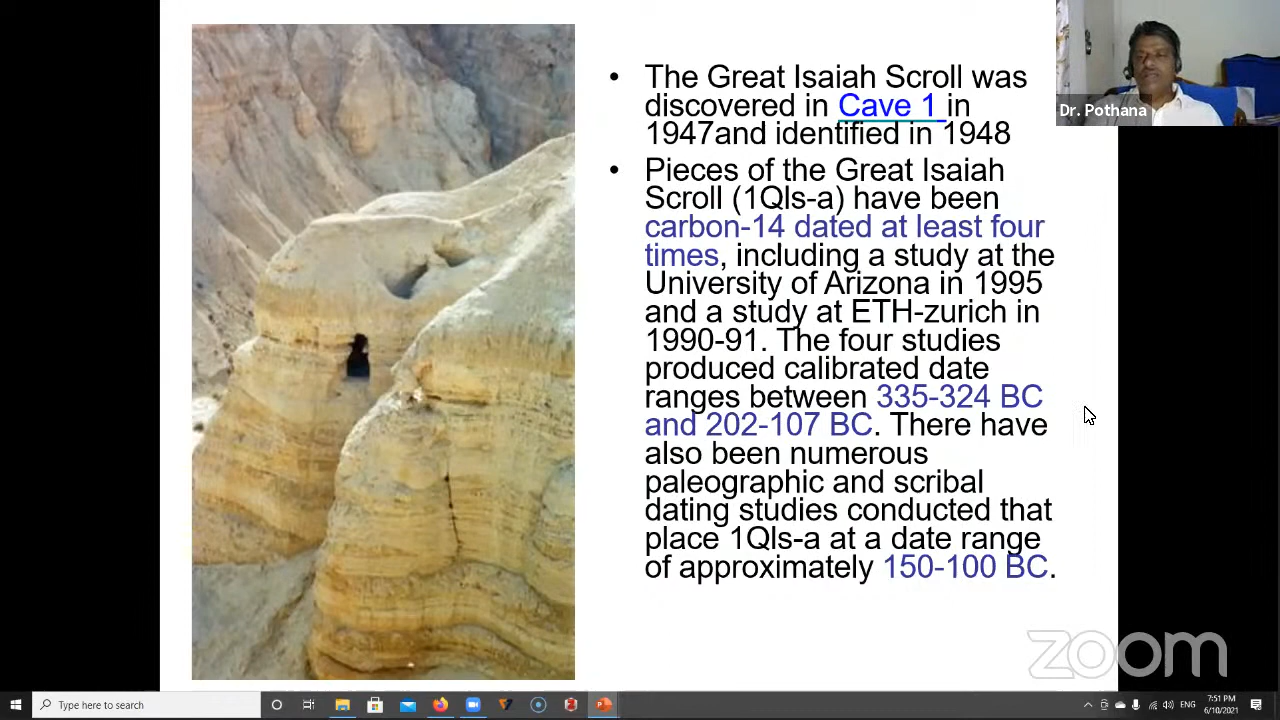 • The Great Isaiah Scroll was
discovered in Cave 1 in
1947and identified in 1948
• Pieces of the Great Isaiah
Scroll (1QIs-a) have been
carbon-14 dated at least four
times, including a study at the
University of Arizona in 1995
and a study at ETH-zurich in
1990-91. The four studies
produced calibrated date
ranges between 335-324 BC
and 202-107 BC. There have
also been numerous
paleographic and scribal
dating studies conducted that
place 1QIs-a at a date range
of approximately 150-100 BC.
Dr. Pothana
zoom
Type here to search
ENG
7:51 PM
6/10/2021